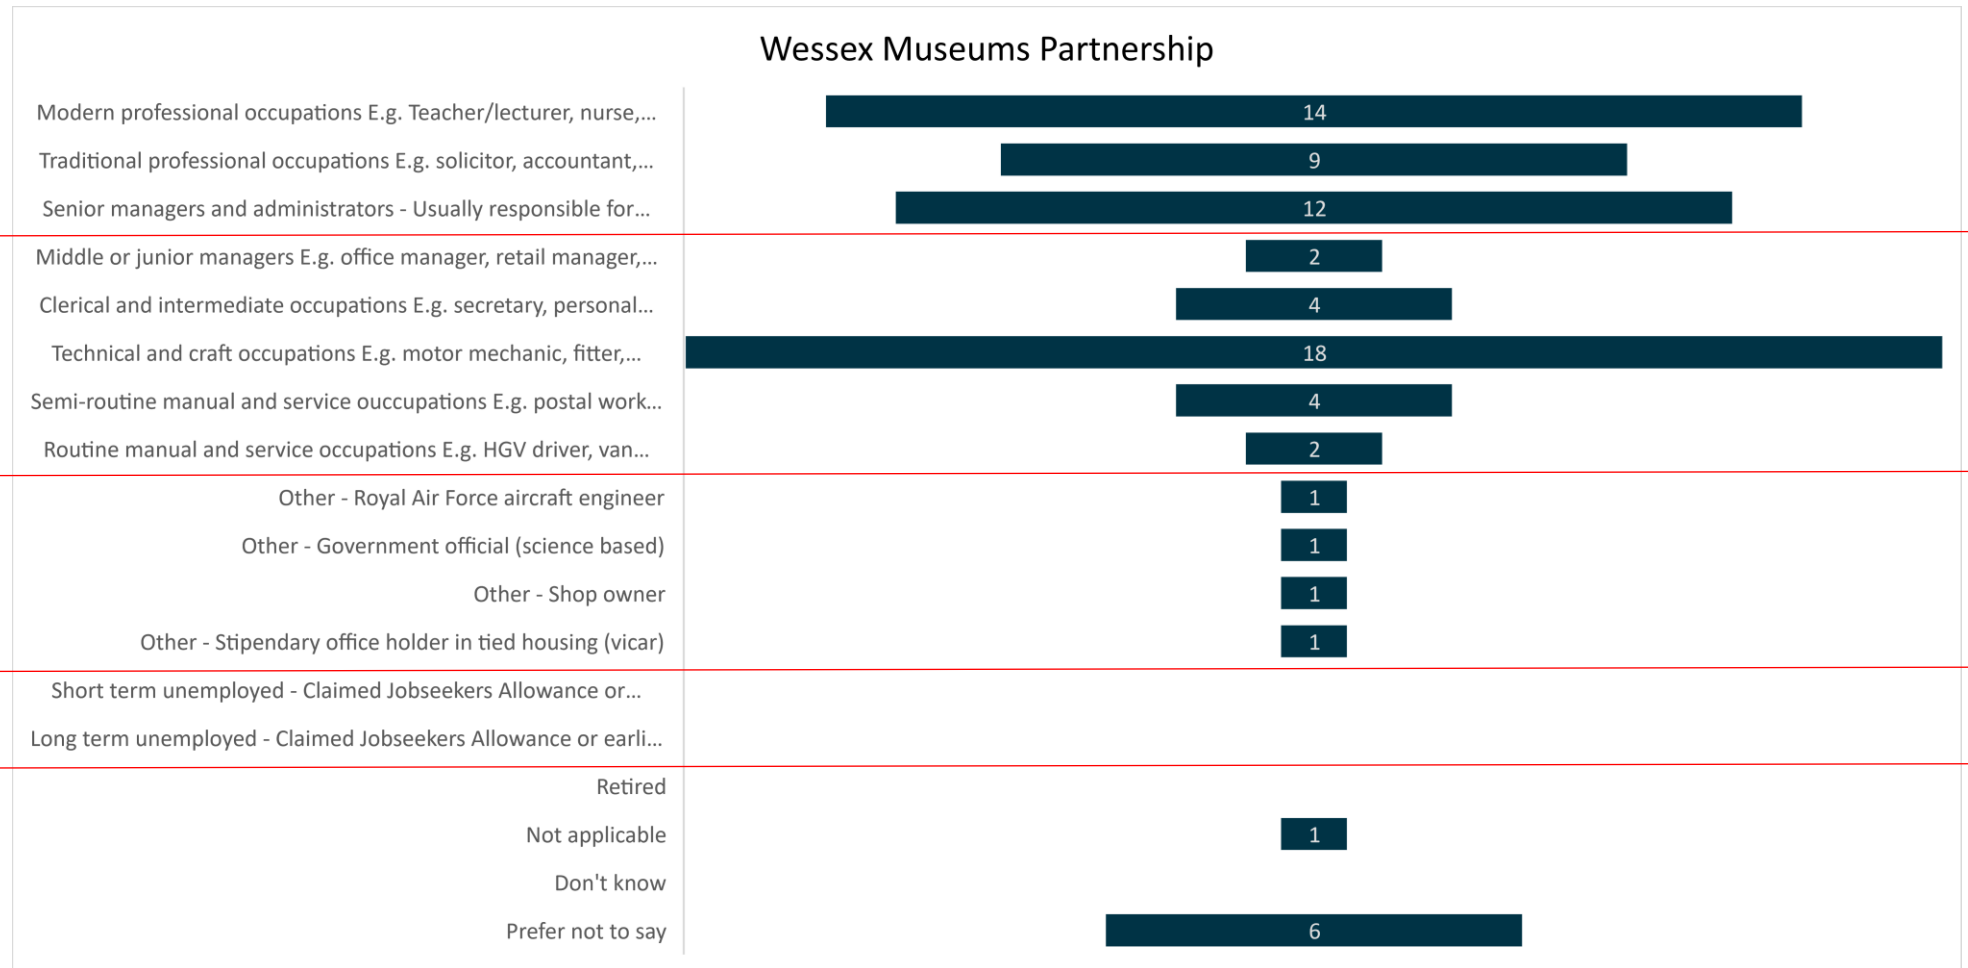 Wessex Museums Partnership
Modern professional occupations E.g. Teacher/lecturer, nurse,... 14
Traditional professional occupations E.g. solicitor, accountant,... 9
Senior managers and administrators - Usually responsible for... 12
Middle or junior managers E.g. office manager, retail manager,... 2
Clerical and intermediate occupations E.g. secretary, personal... 4
Technical and craft occupations E.g. motor mechanic, fitter,... 18
Semi-routine manual and service ouccupations E.g. postal work... 4
Routine manual and service occupations E.g. HGV driver, van... 2
Other - Royal Air Force aircraft engineer 1
Other - Government official (science based) 1
Other - Shop owner 1
Other - Stipendary office holder in tied housing (vicar) 1
Short term unemployed - Claimed Jobseekers Allowance or...
Long term unemployed - Claimed Jobseekers Allowance or earli...
Retired
Not applicable 1
Don't know
Prefer not to say 6